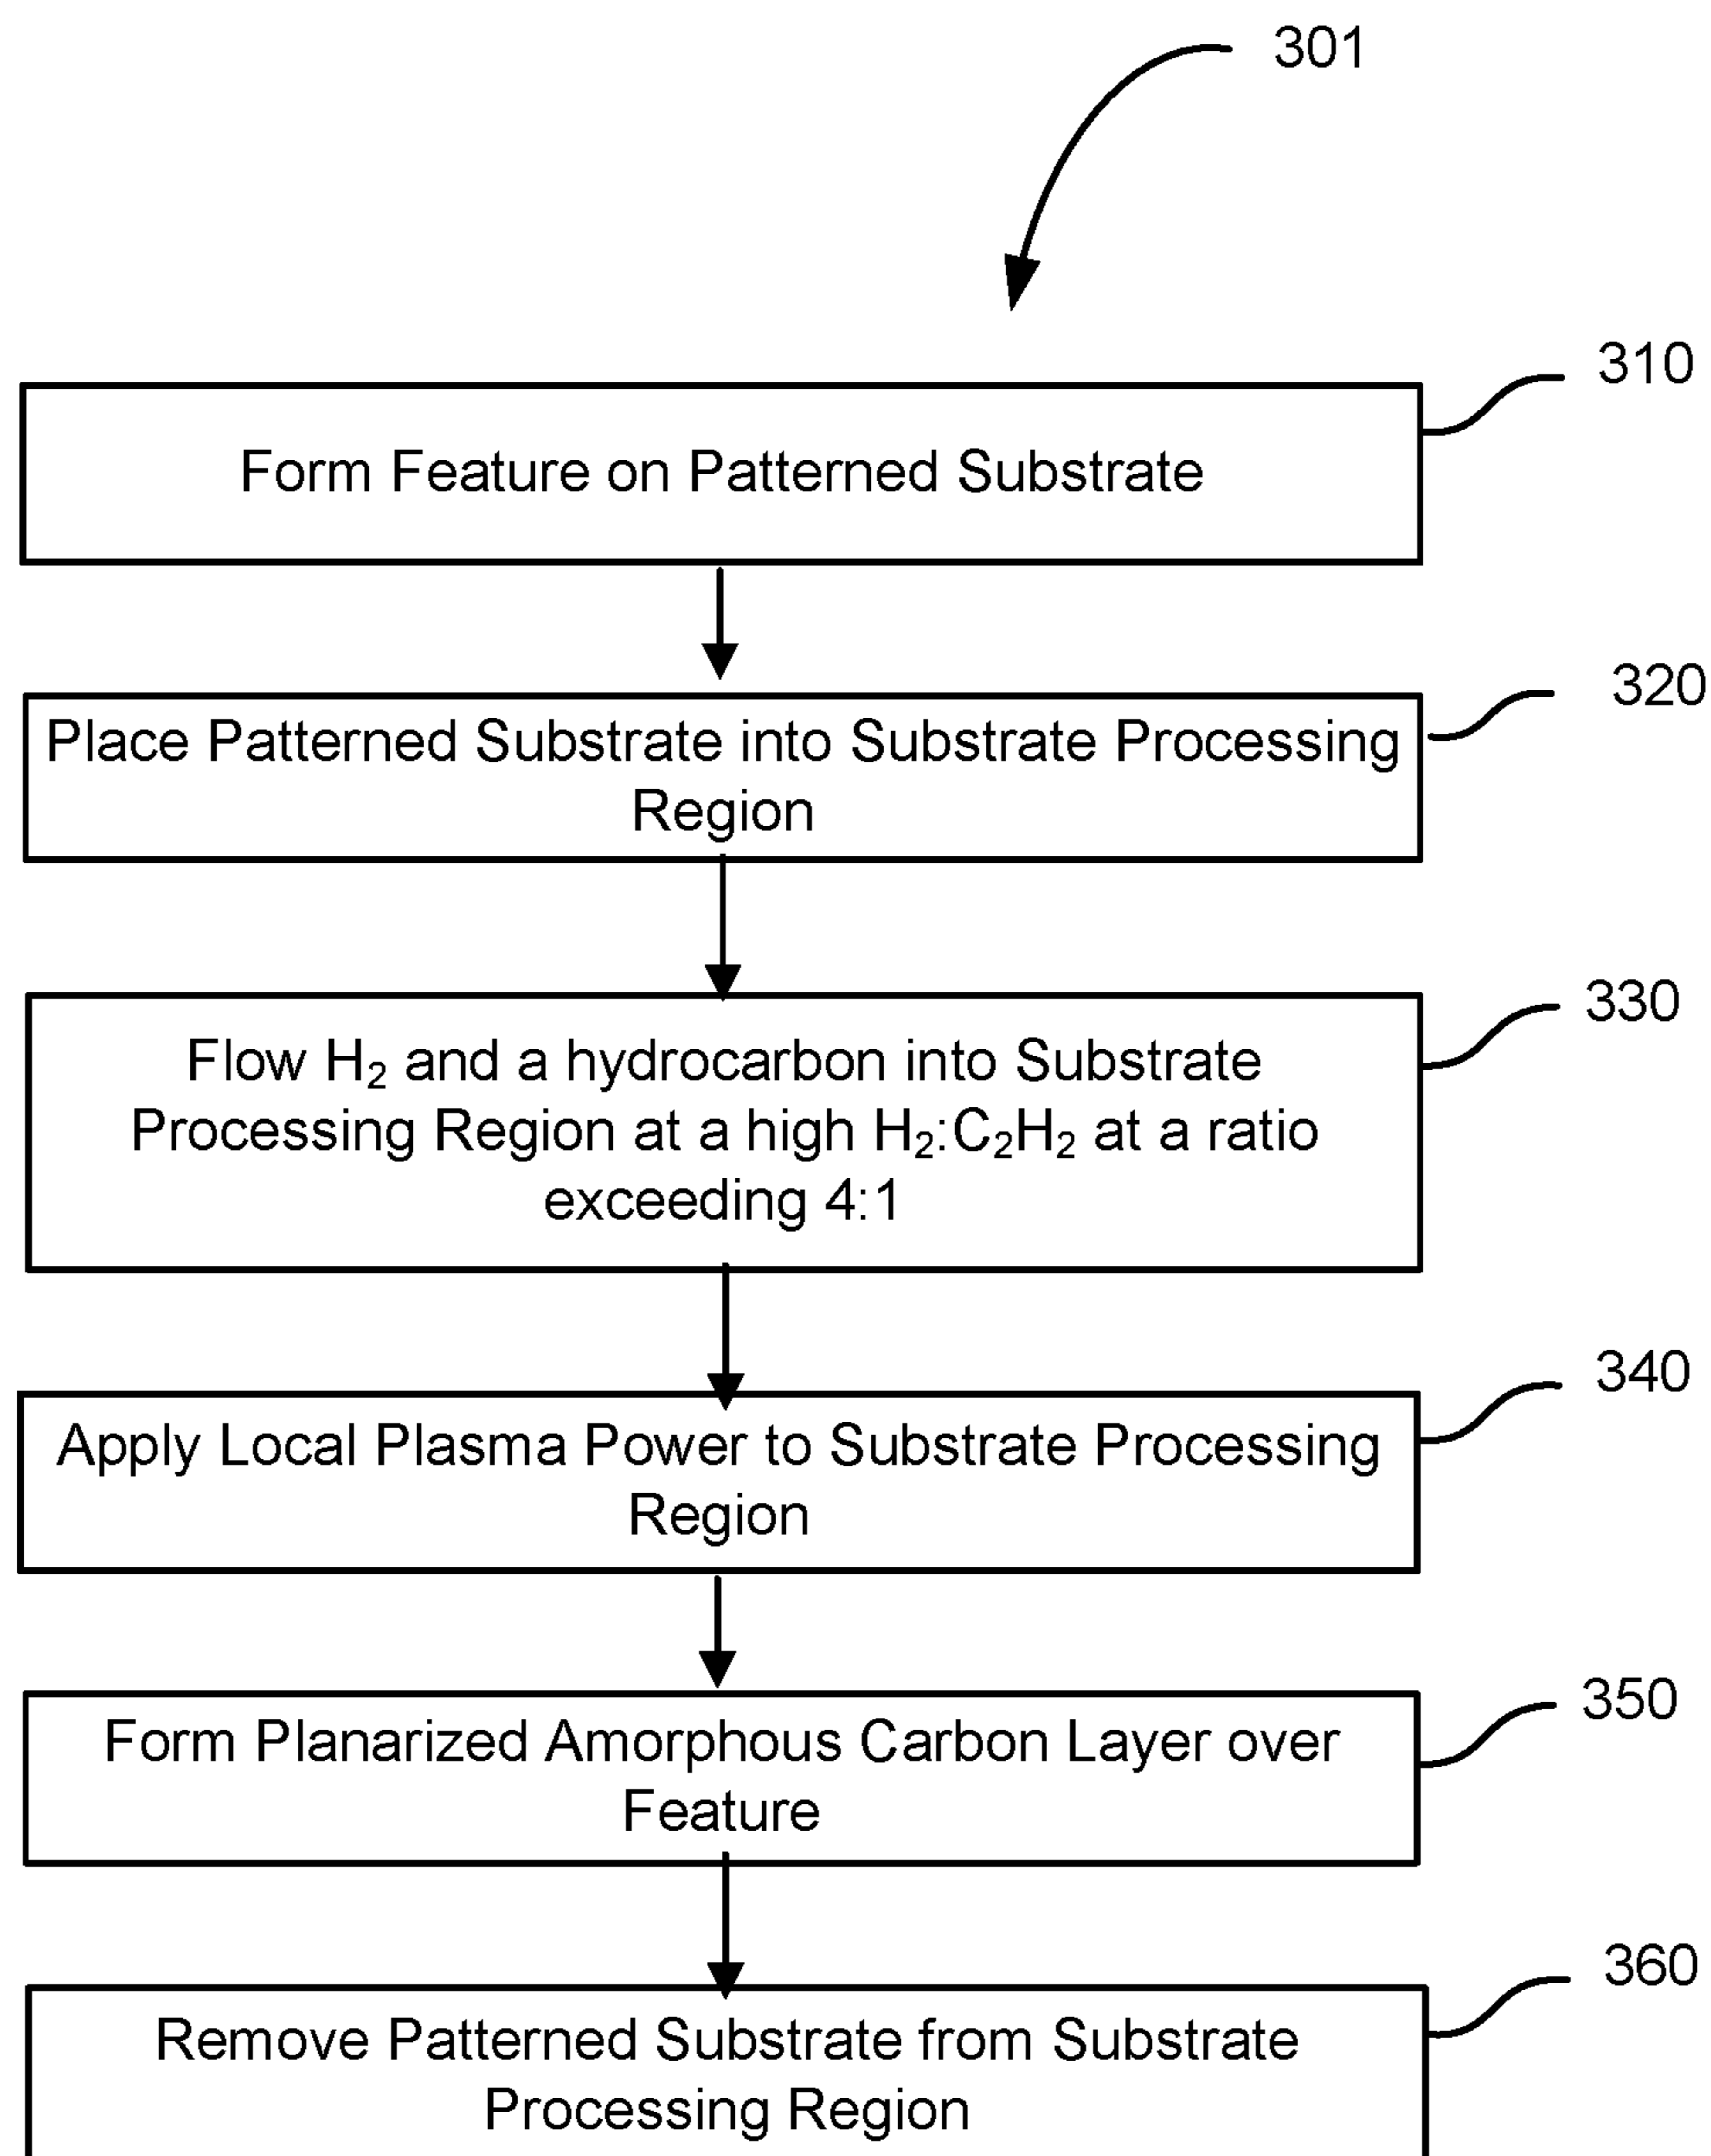 301
310
Form Feature on Patterned Substrate
320
Place Patterned Substrate into Substrate Processing
Region
330
Flow H₂ and a hydrocarbon into Substrate
Processing Region at a high H₂:C₂H₂ at a ratio
exceeding 4:1
340
Apply Local Plasma Power to Substrate Processing
Region
350
Form Planarized Amorphous Carbon Layer over
Feature
360
Remove Patterned Substrate from Substrate
Processing Region